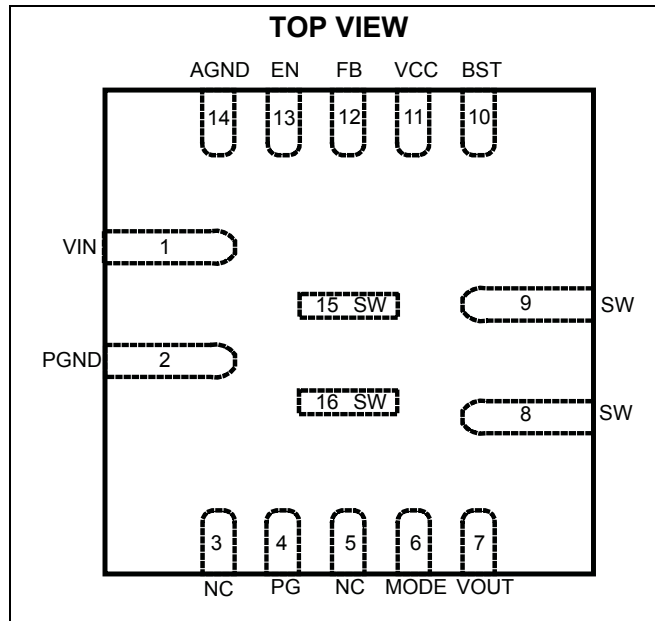 TOP VIEW
AGND EN FB VCC BST
14 13 12 11 10
VIN 1
15 SW 9 SW
PGND 2
16 SW 8 SW
3 4 5 6 7
NC PG NC MODE VOUT